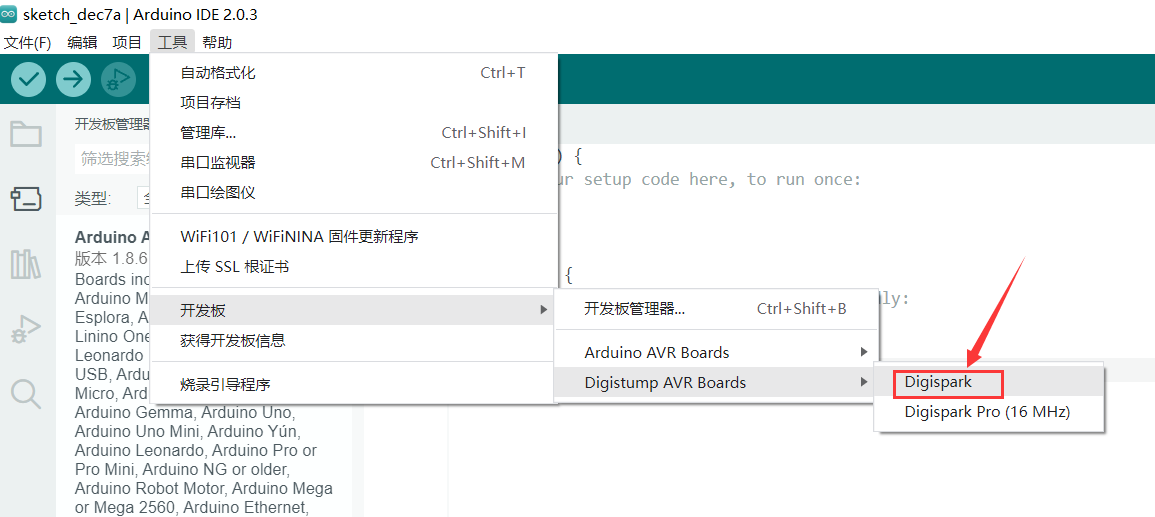 sketch_dec7a | Arduino IDE 2.0.3
文件(F) 编辑 项目 工具 帮助
自动格式化 Ctrl+T
项目存档
管理库... Ctrl+Shift+I
串口监视器 Ctrl+Shift+M
串口绘图仪
WiFi101 / WiFiNINA 固件更新程序
上传 SSL 根证书
开发板
获得开发板信息
烧录引导程序
开发板管理器... Ctrl+Shift+B
Arduino AVR Boards
Digistump AVR Boards
Digispark
Digispark Pro (16 MHz)
开发板管理器
筛选搜索
类型:
Arduino A
版本 1.8.6
Boards inc
Arduino M
Esplora, A
Linino One
Leonardo
USB, Ardu
Micro, Ardu
Arduino Gemma, Arduino Uno,
Arduino Uno Mini, Arduino Yún,
Arduino Leonardo, Arduino Pro or
Pro Mini, Arduino NG or older,
Arduino Robot Motor, Arduino Mega
or Mega 2560, Arduino Ethernet,
) {
ur setup code here, to run once:
{
ly: